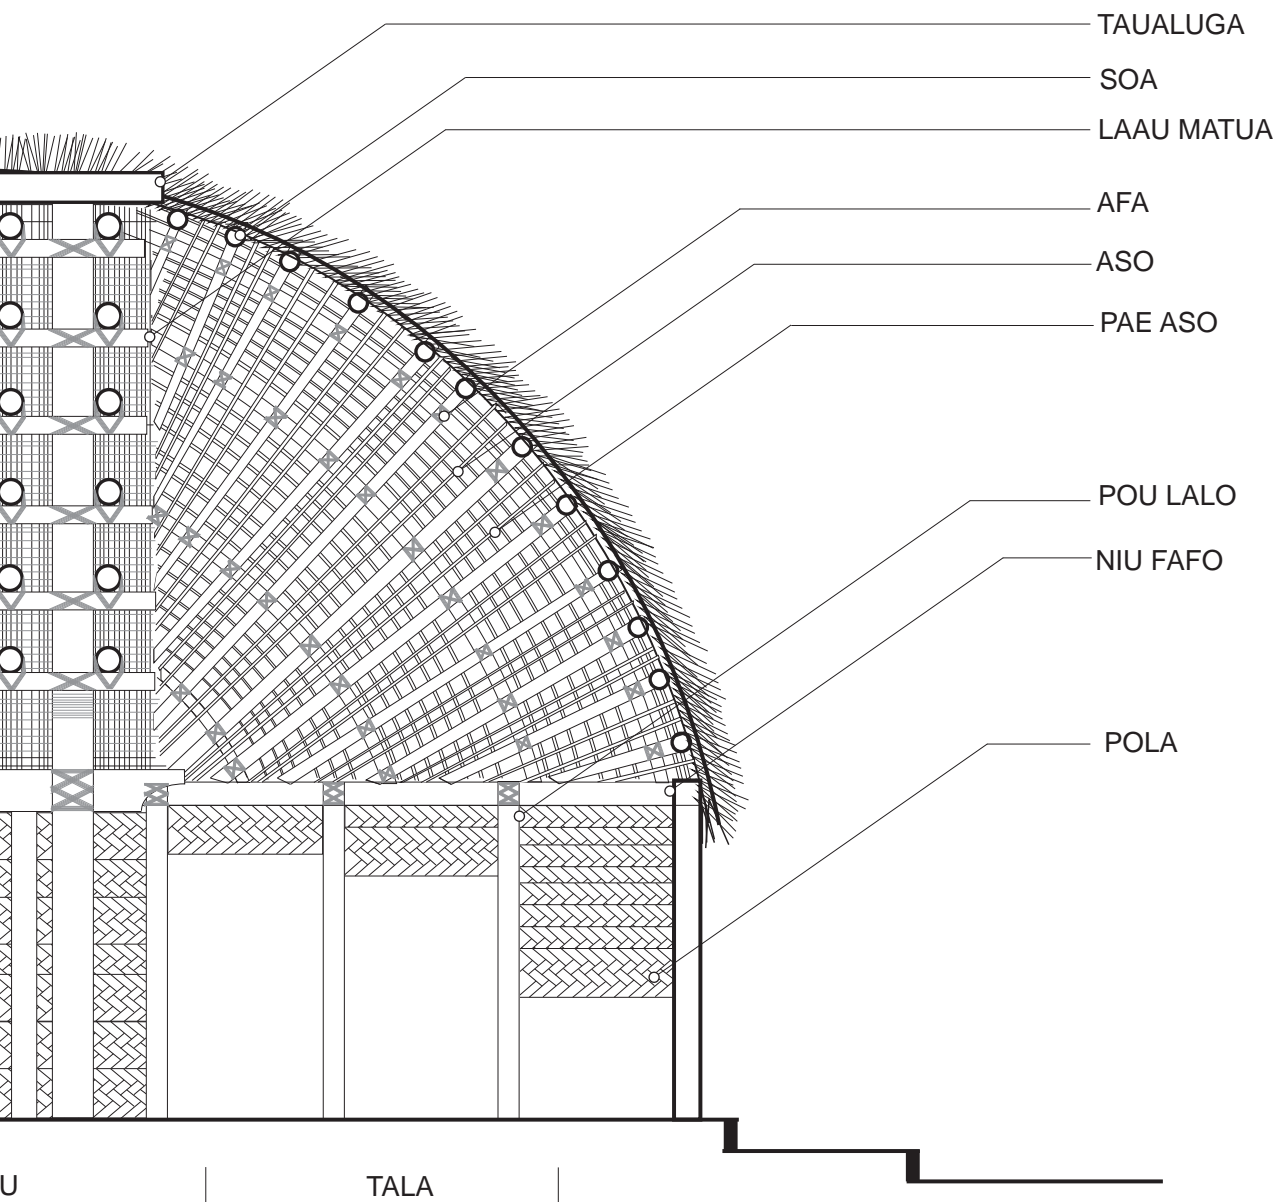 TAUALUGA
SOA
LAAU MATUA
AFA
ASO
PAE ASO
POU LALO
NIU FAFO
POLA
TALA